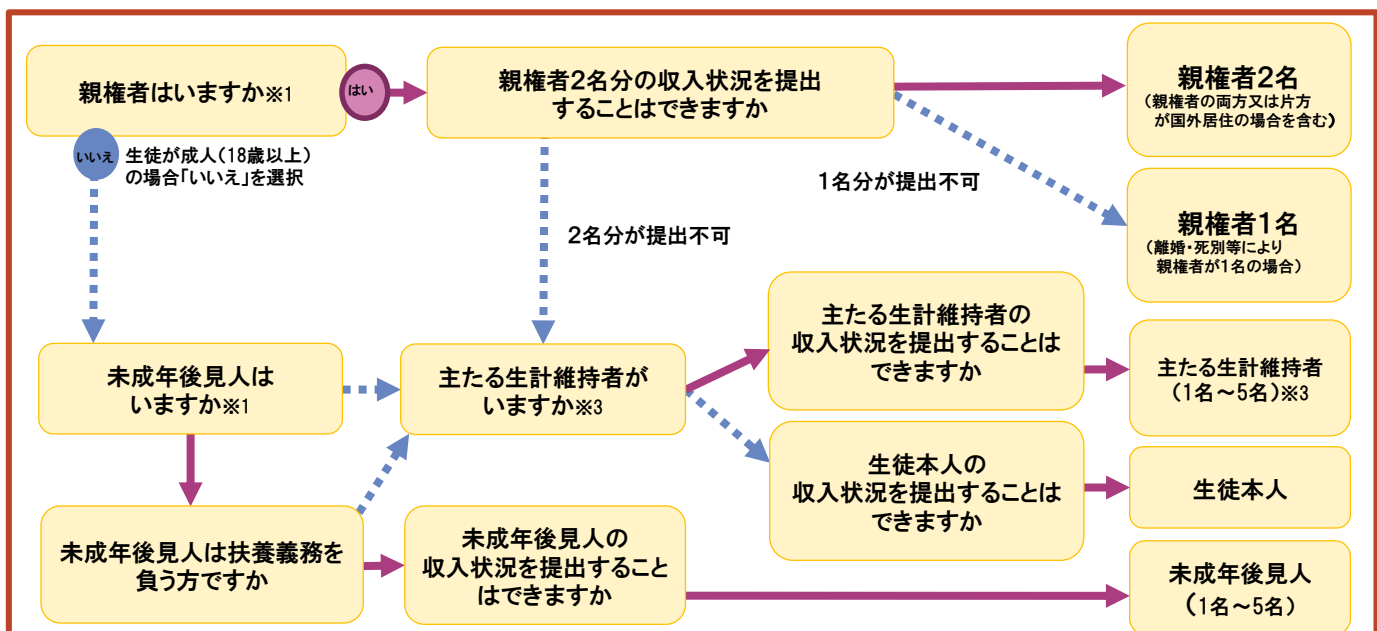 親権者はいますか※1
はい
親権者2名分の収入状況を提出
することはできますか
親権者2名
(親権者の両方又は片方
が国外居住の場合を含む)
いいえ
生徒が成人(18歳以上)
の場合「いいえ」を選択
1名分が提出不可
2名分が提出不可
親権者1名
(離婚・死別等により
親権者が1名の場合)
未成年後見人は
いますか※1
主たる生計維持者が
いますか※3
主たる生計維持者の
収入状況を提出することは
できますか
主たる生計維持者
(1名~5名)※3
生徒本人の
収入状況を提出することは
できますか
生徒本人
未成年後見人は扶養義務を
負う方ですか
未成年後見人の
収入状況を提出すること
はできますか
未成年後見人
(1名~5名)